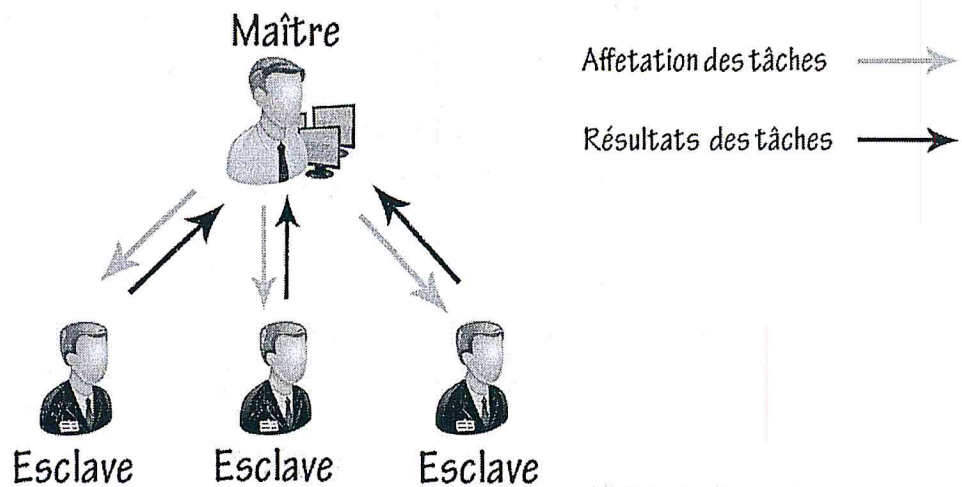 Maître
Affetation des tâches
Résultats des tâches
Esclave
Esclave
Esclave